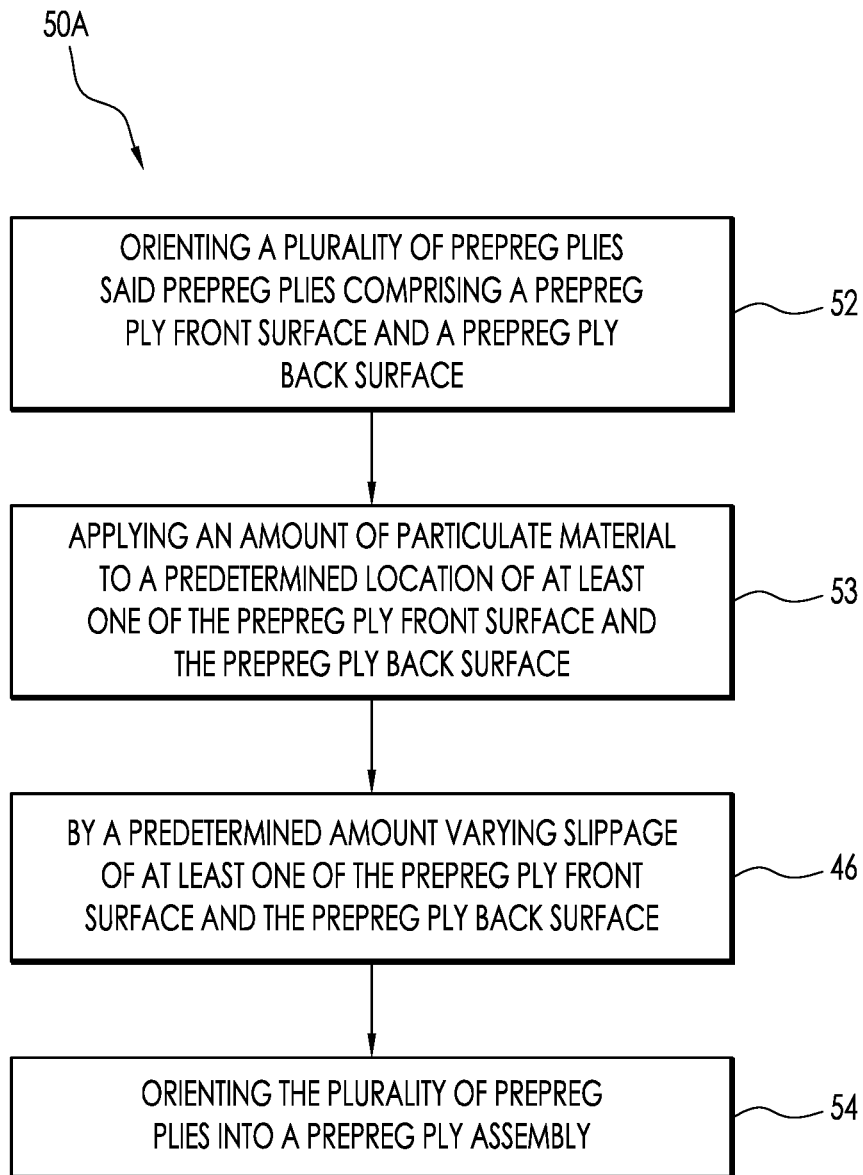 50A
ORIENTING A PLURALITY OF PREPREG PLIES
SAID PREPREG PLIES COMPRISING A PREPREG
PLY FRONT SURFACE AND A PREPREG PLY
BACK SURFACE
52
APPLYING AN AMOUNT OF PARTICULATE MATERIAL
TO A PREDETERMINED LOCATION OF AT LEAST
ONE OF THE PREPREG PLY FRONT SURFACE AND
THE PREPREG PLY BACK SURFACE
53
BY A PREDETERMINED AMOUNT VARYING SLIPPAGE
OF AT LEAST ONE OF THE PREPREG PLY FRONT
SURFACE AND THE PREPREG PLY BACK SURFACE
46
ORIENTING THE PLURALITY OF PREPREG
PLIES INTO A PREPREG PLY ASSEMBLY
54